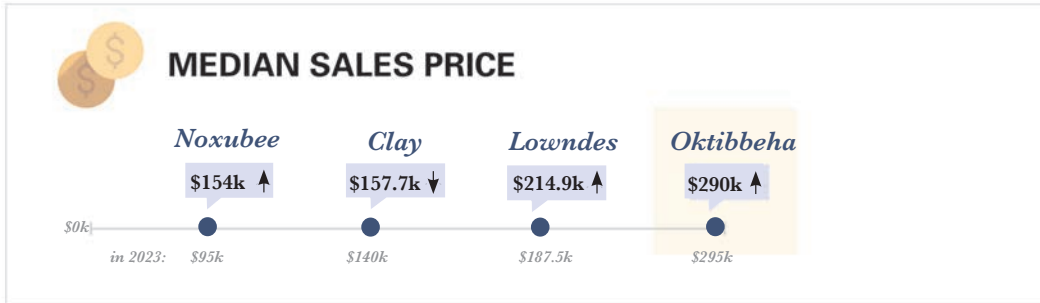 MEDIAN SALES PRICE
Noxubee Clay Lowndes Oktibbeha
$154k $157.7k $214.9k $290k
$0k
in 2023: $95k $140k $187.5k $295k